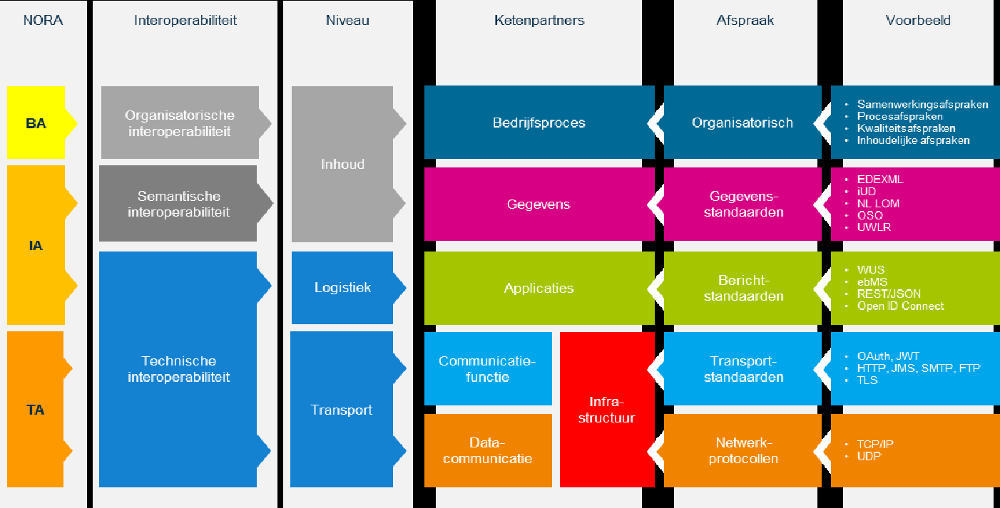 NORA
Interoperabiliteit
Niveau
Ketenpartners
Afspraak
Voorbeeld
BA
Organisatorische
interoperabiliteit
Inhoud
Bedrijfsproces
Organisatorisch
• Samenwerkingsafspraken
• Procesafspraken
• Kwaliteitsafspraken
• Inhoudelijke afspraken
IA
Semantische
interoperabiliteit
Gegevens
Gegevens-
standaarden
• EDEXML
• iUD
• NL LOM
• OSO
• UWLR
Technische
interoperabiliteit
Logistiek
Applicaties
Bericht-
standaarden
• WUS
• ebMS
• REST/JSON
• Open ID Connect
TA
Transport
Communicatie-
functie
Infra-
structuur
Transport-
standaarden
• OAuth, JWT
• HTTP, JMS, SMTP, FTP
• TLS
Data-
communicatie
Netwerk-
protocollen
• TCP/IP
• UDP